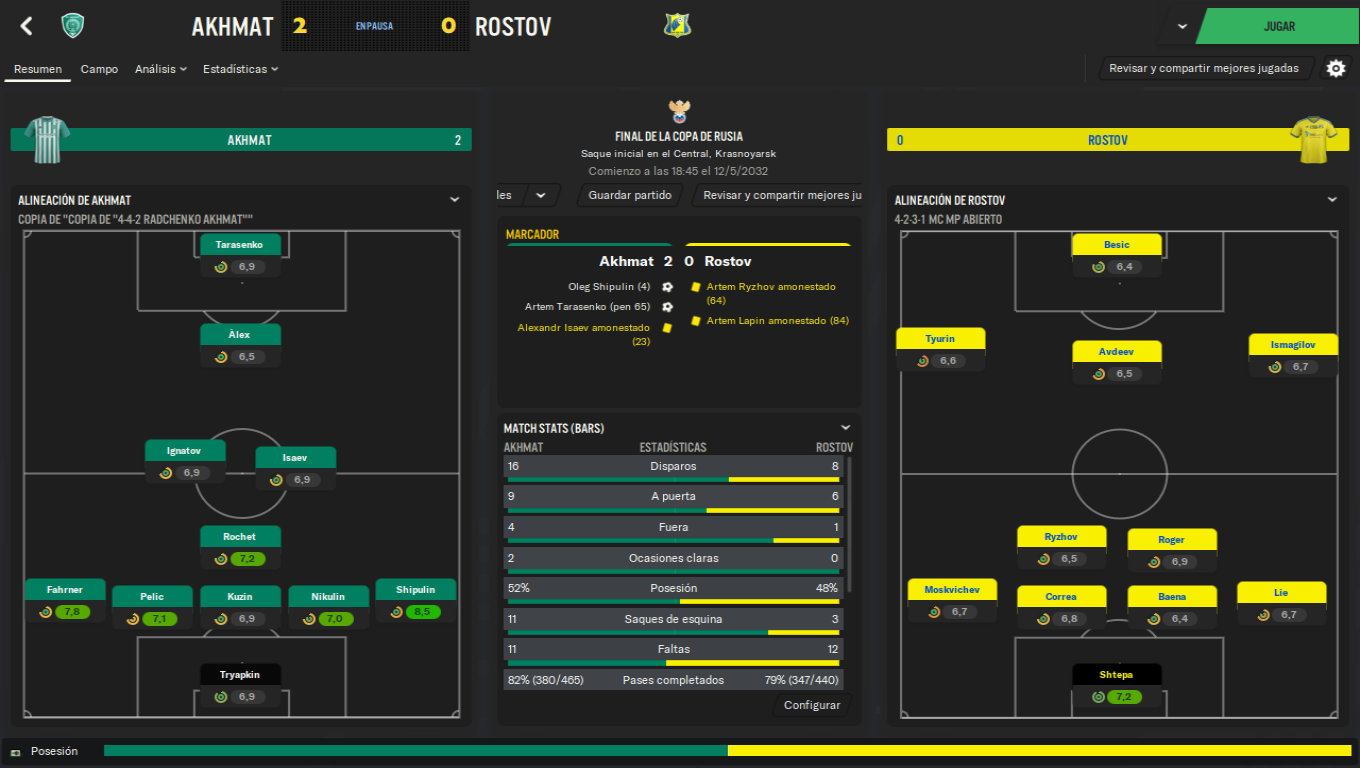 AKHMAT 2 EN PAUSA 0 ROSTOV
JUGAR
Resumen Campo Análisis Estadísticas
Revisar y compartir mejores jugadas
AKHMAT 2
FINAL DE LA COPA DE RUSIA
Saque inicial en el Central, Krasnoyarsk
Comienzo a las 18:45 el 12/5/2032
les Guardar partido Revisar y compartir mejores ju
0 ROSTOV
ALINEACIÓN DE AKHMAT
COPIA DE "COPIA DE "4-4-2 RADCHENKO AKHMAT""
Tarasenko
6,9
Àlex
6,5
Ignatov
6,9
Isaev
6,9
Rochet
7,2
Fahrner
7,8
Pelic
7,1
Kuzin
6,9
Nikulin
7,0
Shipulin
8,5
Tryapkin
6,9
MARCADOR
Akhmat 2 0 Rostov
Oleg Shipulin (4)
Artem Tarasenko (pen 65)
Alexandr Isaev amonestado
(23)
Artem Ryzhov amonestado
(64)
Artem Lapin amonestado (84)
MATCH STATS (BARS)
AKHMAT ESTADÍSTICAS ROSTOV
16 Disparos 8
9 A puerta 6
4 Fuera 1
2 Ocasiones claras 0
52% Posesión 48%
11 Saques de esquina 3
11 Faltas 12
82% (380/465) Pases completados 79% (347/440)
Configurar
ALINEACIÓN DE ROSTOV
4-2-3-1 MC MP ABIERTO
Besic
6,4
Tyurin
6,6
Avdeev
6,5
Ismagilov
6,7
Ryzhov
6,5
Roger
6,9
Moskvichev
6,7
Correa
6,8
Baena
6,4
Lie
6,7
Shtepa
7,2
Posesión